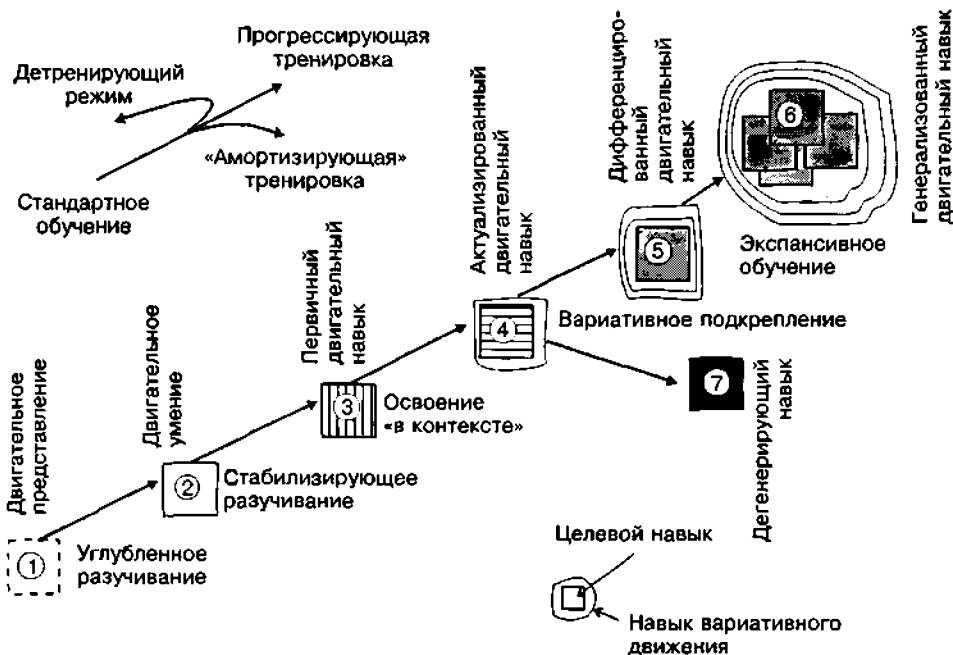 Прогрессирующая
тренировка
Детренирующий
режим
«Амортизирующая»
тренировка
Стандартное
обучение
Двигательное
представление
1
Углубленное
разучивание
Двигательное
умение
2
Стабилизирующее
разучивание
Первичный
двигательный
навык
3
Освоение
«в контексте»
Актуализированный
двигательный
навык
4
Вариативное подкрепление
Дифференциро-
ванный
двигательный
навык
5
6
Экспансивное
обучение
Генерализованный
двигательный навык
7
Дегенерирующий
навык
Целевой навык
Навык вариативного
движения